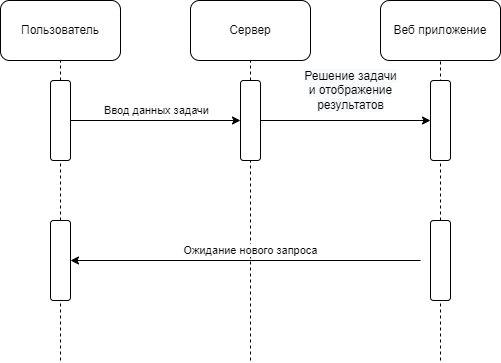 Пользователь
Сервер
Веб приложение
Ввод данных задачи
Решение задачи
и отображение
результатов
Ожидание нового запроса